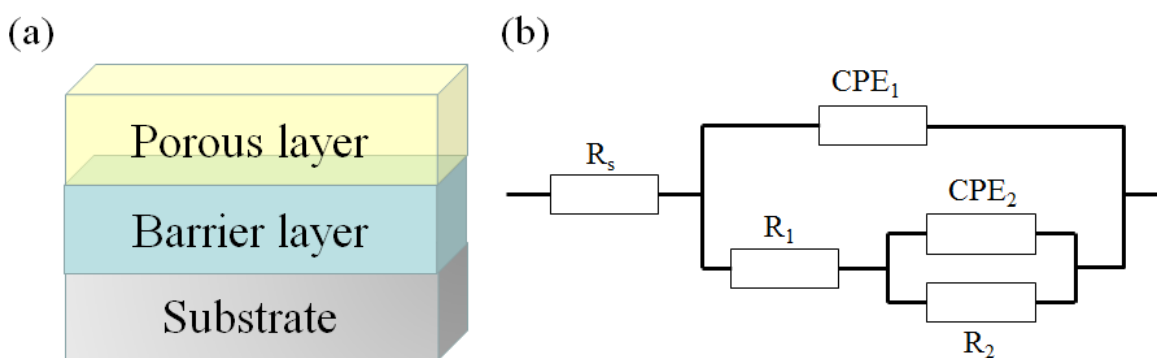 (a)
Porous layer
Barrier layer
Substrate
(b)
CPE₁
Rₛ
CPE₂
R₁
R₂